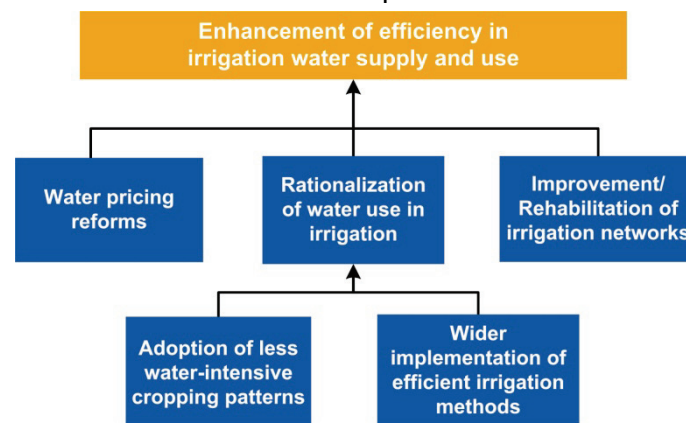 Enhancement of efficiency in
irrigation water supply and use
Water pricing
reforms
Rationalization
of water use in
irrigation
Improvement/
Rehabilitation of
irrigation networks
Adoption of less
water-intensive
cropping patterns
Wider
implementation of
efficient irrigation
methods